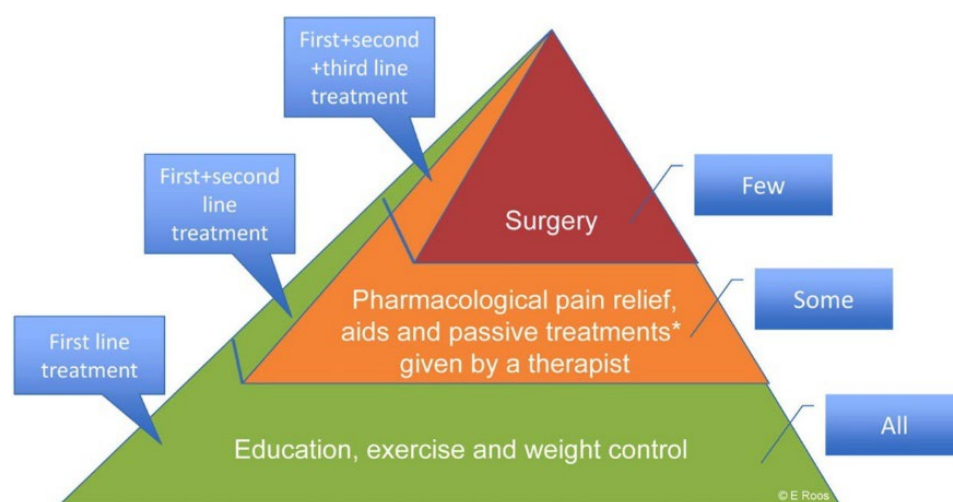 First+second
+third line
treatment
First+second
line
treatment
First line
treatment
Surgery
Few
Pharmacological pain relief,
aids and passive treatments*
given by a therapist
Some
Education, exercise and weight control
All
© E Roos